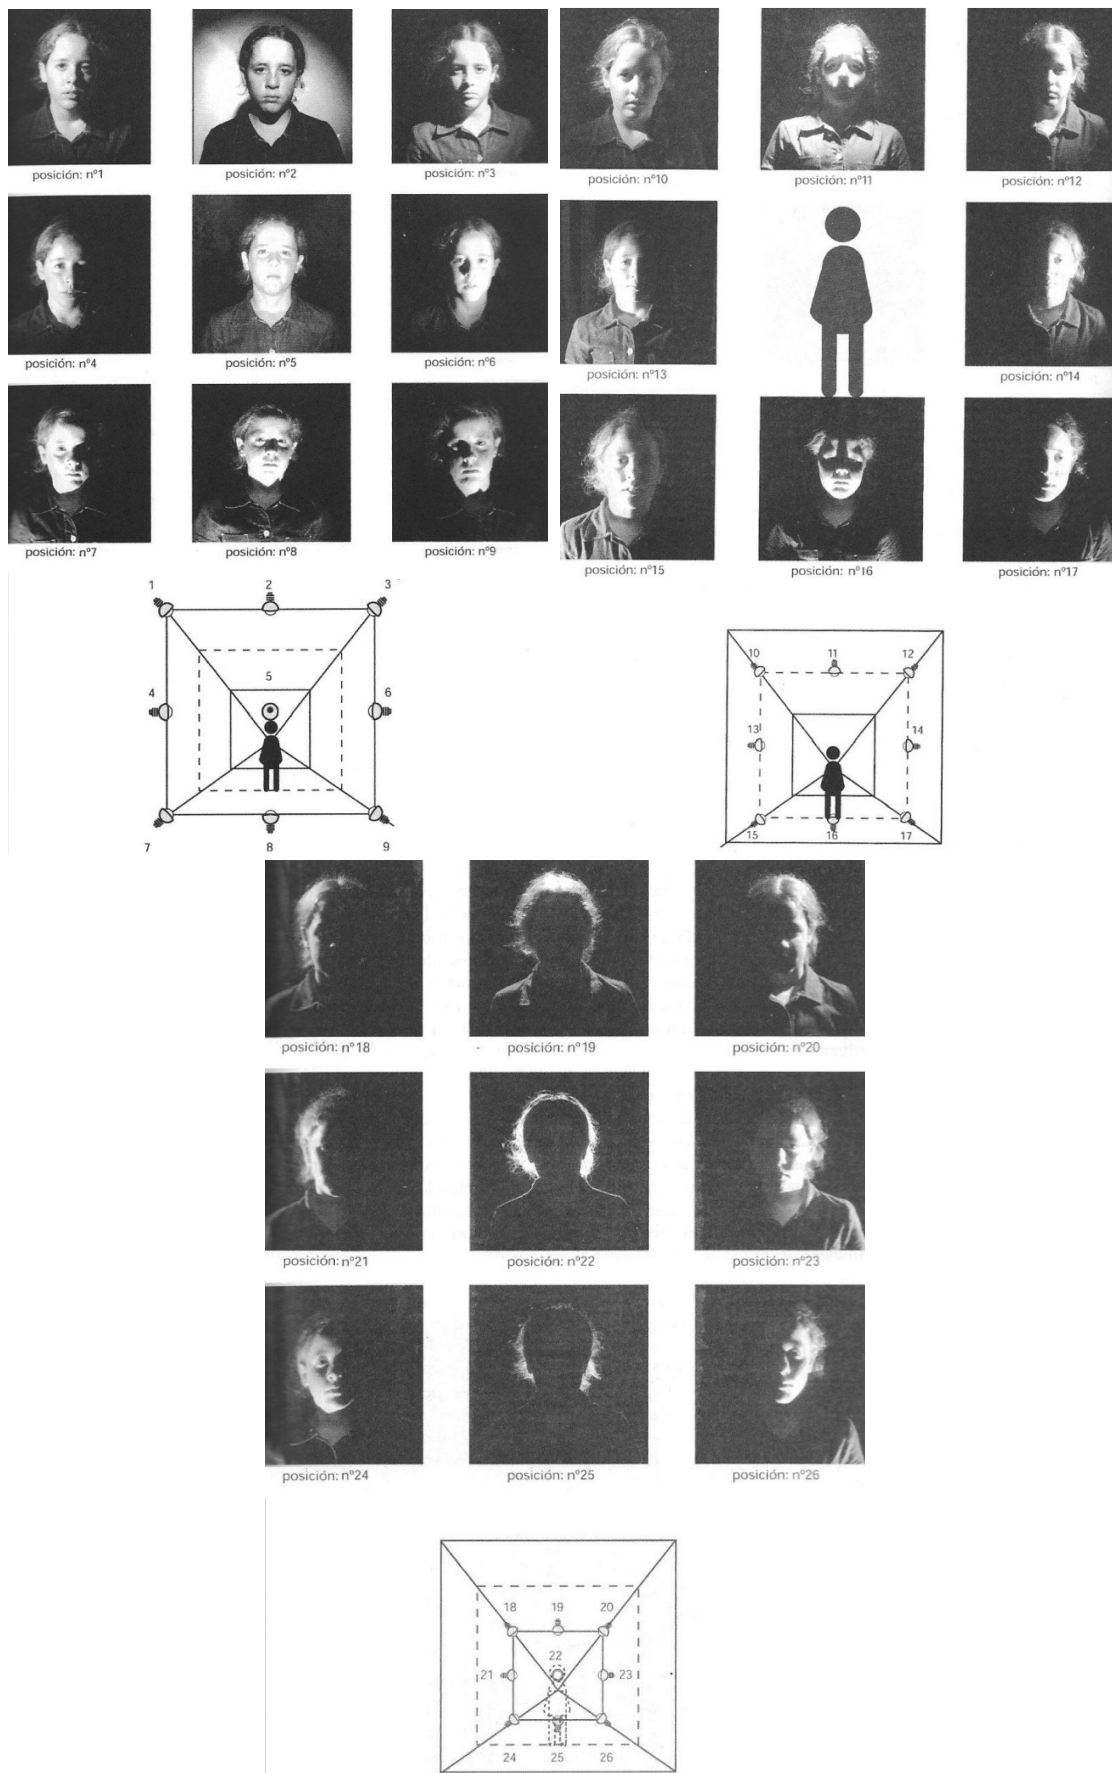 posición: nº1
posición: nº2
posición: nº3
posición: nº10
posición: nº11
posición: nº12
posición: nº4
posición: nº5
posición: nº6
posición: nº13
posición: nº14
posición: nº7
posición: nº8
posición: nº9
posición: nº15
posición: nº16
posición: nº17
1 2 3
4 5 6
7 8 9
10 11 12
13 14
15 16 17
posición: nº18
posición: nº19
posición: nº20
posición: nº21
posición: nº22
posición: nº23
posición: nº24
posición: nº25
posición: nº26
18 19 20
21 22 23
24 25 26